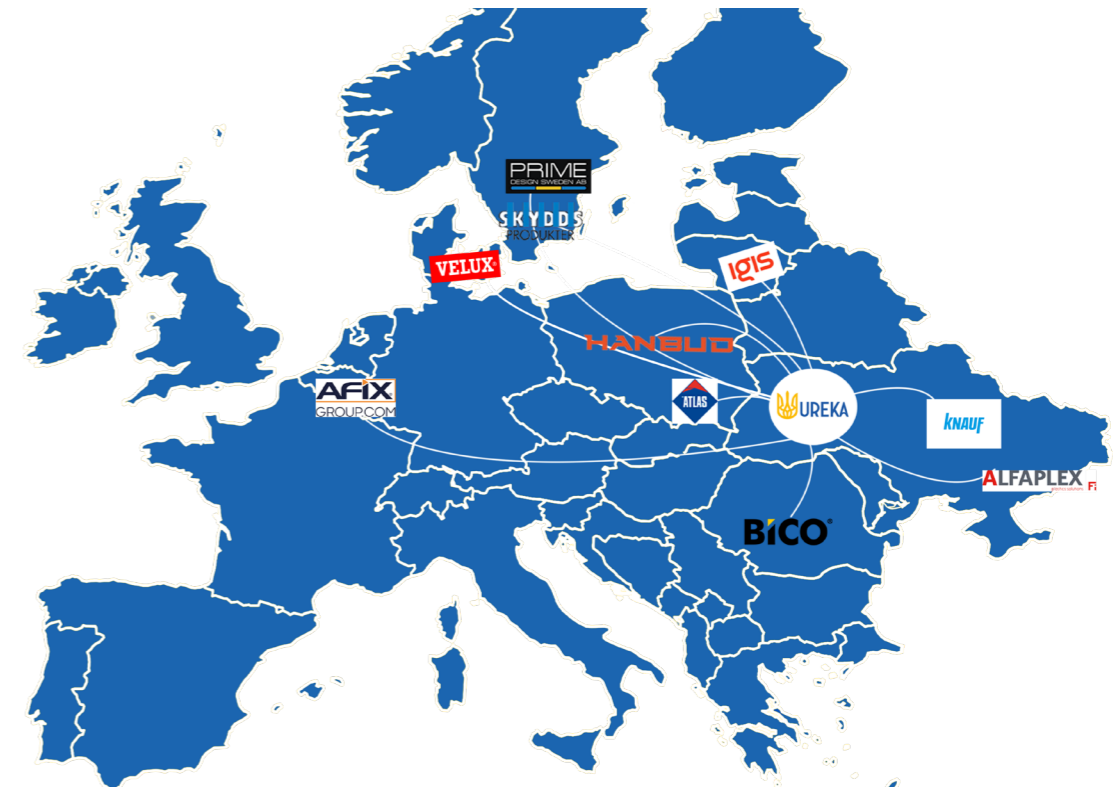 PRIME
DESIGN SWEDEN AB
SKYDDS
PRODUKTER
VELUX®
IGIS
HANBUD
AFIX
GROUP.COM
ATLAS
UREKA
KNAUF
ALFAPLEX
BICO®